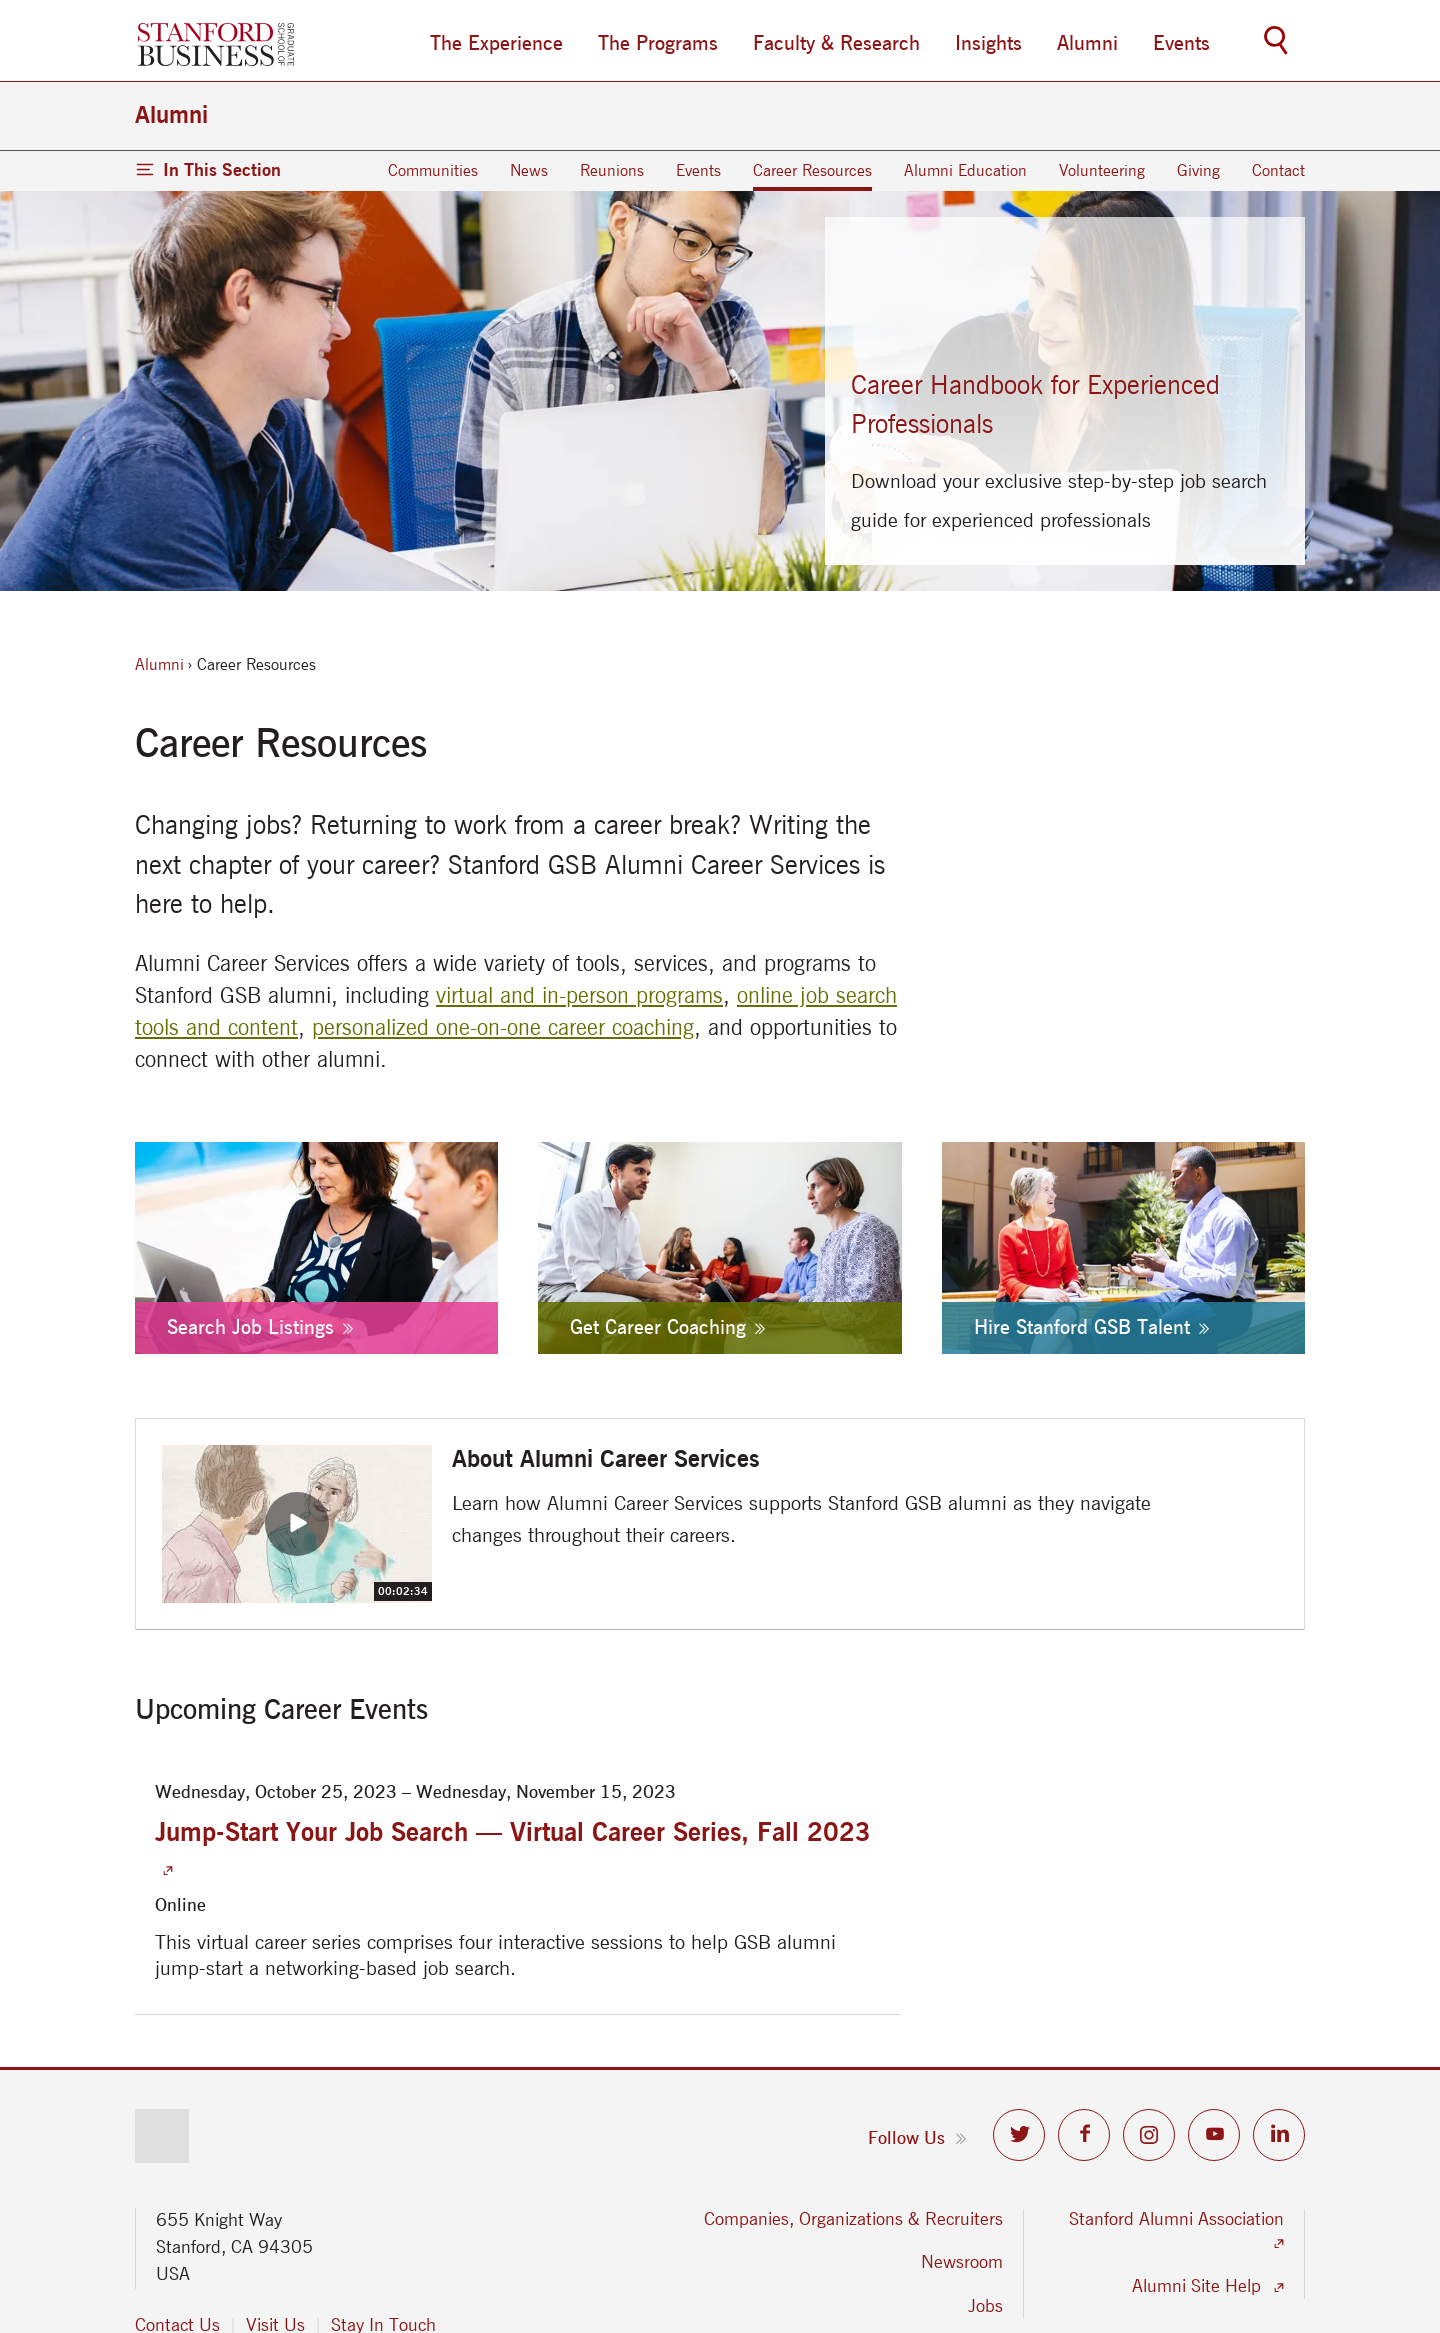 STANFORD
BUSINESS
GRADUATE
SCHOOL OF
The Experience
The Programs
Faculty & Research
Insights
Alumni
Events
Alumni
In This Section
Communities
News
Reunions
Events
Career Resources
Alumni Education
Volunteering
Giving
Contact
Career Handbook for Experienced
Professionals
Download your exclusive step-by-step job search
guide for experienced professionals
Alumni › Career Resources
Career Resources
Changing jobs? Returning to work from a career break? Writing the
next chapter of your career? Stanford GSB Alumni Career Services is
here to help.
Alumni Career Services offers a wide variety of tools, services, and programs to
Stanford GSB alumni, including virtual and in-person programs, online job search
tools and content, personalized one-on-one career coaching, and opportunities to
connect with other alumni.
Search Job Listings »
Get Career Coaching »
Hire Stanford GSB Talent »
00:02:34
About Alumni Career Services
Learn how Alumni Career Services supports Stanford GSB alumni as they navigate
changes throughout their careers.
Upcoming Career Events
Wednesday, October 25, 2023 – Wednesday, November 15, 2023
Jump-Start Your Job Search — Virtual Career Series, Fall 2023
Online
This virtual career series comprises four interactive sessions to help GSB alumni
jump-start a networking-based job search.
Follow Us »
655 Knight Way
Stanford, CA 94305
USA
Contact Us | Visit Us | Stay In Touch
Companies, Organizations & Recruiters
Newsroom
Jobs
Stanford Alumni Association
Alumni Site Help